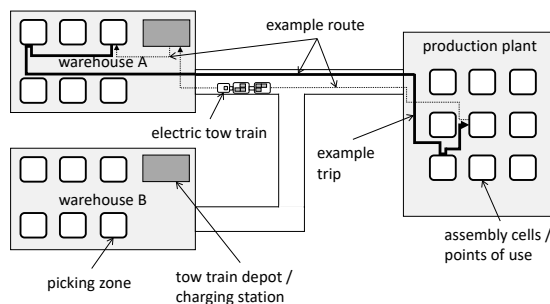 example route
production plant
warehouse A
electric tow train
example
trip
warehouse B
assembly cells /
points of use
picking zone
tow train depot /
charging station